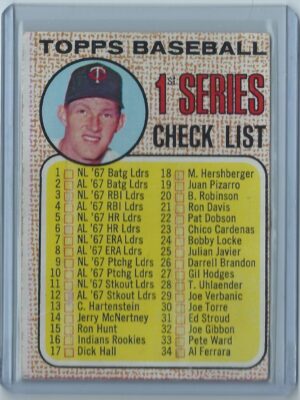 TOPPS BASEBALL
1st SERIES
CHECK LIST
1 NL '67 Batg Ldrs
2 AL '67 Batg Ldrs
3 NL '67 RBI Ldrs
4 AL '67 RBI Ldrs
5 NL '67 HR Ldrs
6 AL '67 HR Ldrs
7 NL '67 ERA Ldrs
8 AL '67 ERA Ldrs
9 NL '67 Pitchg Ldrs
10 AL '67 Ptchg Ldrs
11 NL '67 Stkout Ldrs
12 AL '67 Stkout Ldrs
13 C. Hartenstein
14 Jerry McNertney
15 Ron Hunt
16 Indians Rookies
17 Dick Hall
18 M. Hershberger
19 Juan Pizarro
20 B. Robinson
21 Ron Davis
22 Pat Dobson
23 Chico Cardenas
24 Bobby Locke
25 Julian Javier
26 Darrell Brandon
27 Gil Hodges
28 T. Uhlaender
29 Joe Verbanic
30 Joe Torre
31 Ed Stroud
32 Joe Gibbon
33 Pete Ward
34 Al Ferrara